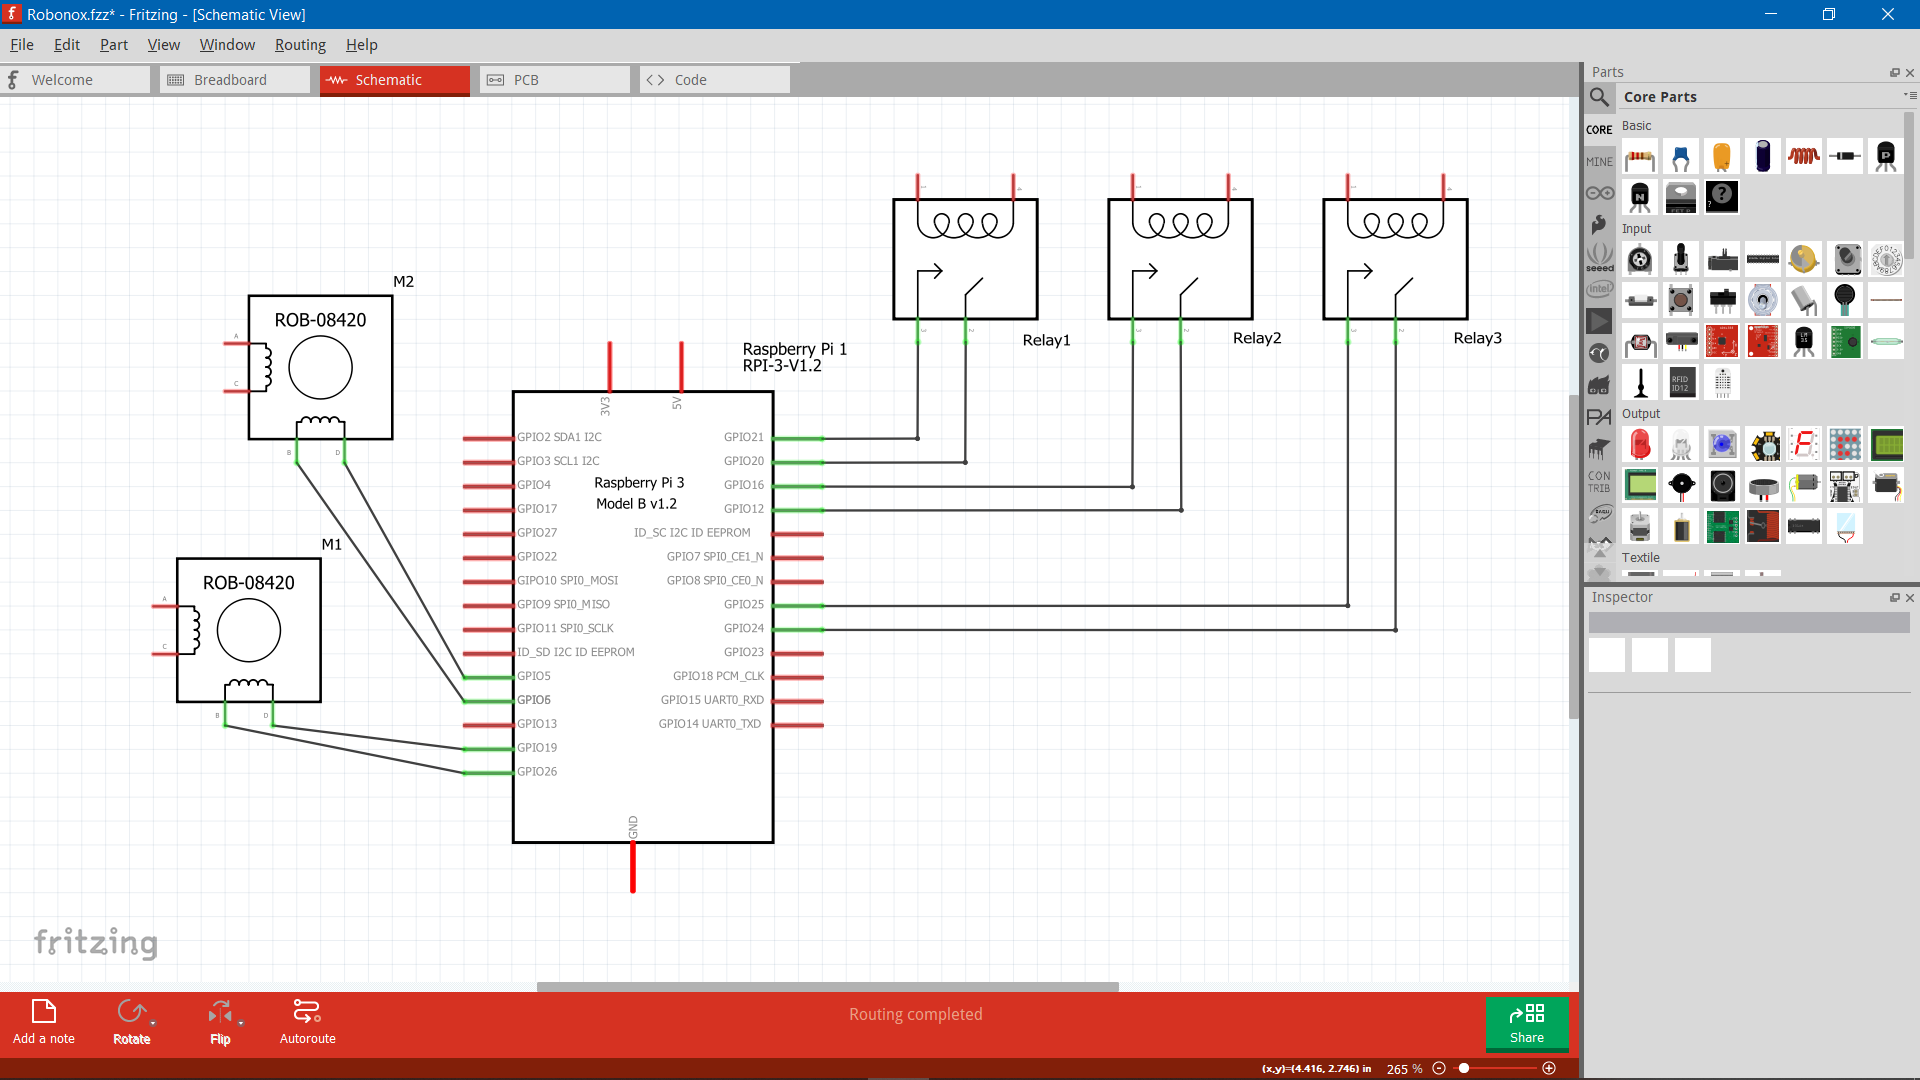 Robonox.fzz* - Fritzing - [Schematic View]
File Edit Part View Window Routing Help
Welcome Breadboard Schematic PCB Code
M2
ROB-08420
A
C
B D
M1
ROB-08420
A
C
B D
Raspberry Pi 1
RPI-3-V1.2
3V3 5V
GPIO2 SDA1 I2C
GPIO3 SCL1 I2C
GPIO4
GPIO17
GPIO27
GPIO22
GIPO10 SPI0_MOSI
GPIO9 SPI0_MISO
GPIO11 SPI0_SCLK
ID_SD I2C ID EEPROM
GPIO5
GPIO6
GPIO13
GPIO19
GPIO26
Raspberry Pi 3
Model B v1.2
GPIO21
GPIO20
GPIO16
GPIO12
ID_SC I2C ID EEPROM
GPIO7 SPI0_CE1_N
GPIO8 SPI0_CE0_N
GPIO25
GPIO24
GPIO23
GPIO18 PCM_CLK
GPIO15 UART0_RXD
GPIO14 UART0_TXD
GND
Relay1
Relay2
Relay3
fritzing
Parts
Core Parts
CORE
MINE
seeed
intel
PA
CON
TRIB
Basic
Input
RFID
ID12
Output
Textile
Inspector
Add a note
Rotate
Flip
Autoroute
Routing completed
Share
(x,y)=(4.416, 2.746) in 265 %